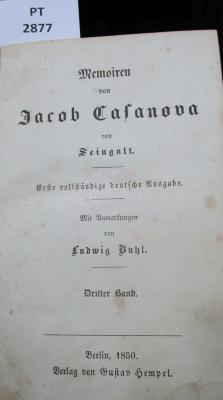 PT
2877
Memoiren
von
Jacob Casanova
von
Seingalt.
Erste vollständige deutsche Ausgabe.
Mit Anmerkungen
von
Ludwig Buhl.
Dritter Band.
Berlin, 1850.
Verlag von Gustav Hempel.